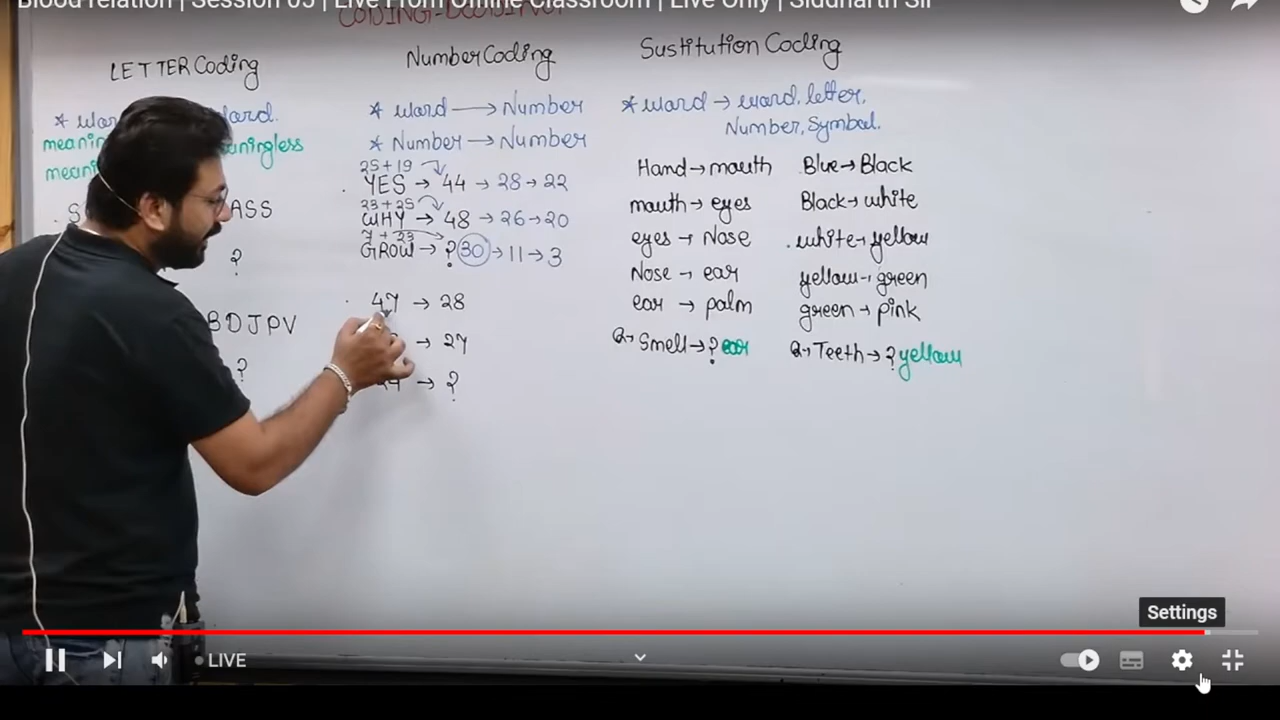 Blood relation | Session 05 | Live From Offline Classroom | Live Only | Siddharth Sir
CODING-DECODING
LETTER Coding
meaningless
ASS
?
BDJPV
?
Number Coding
* Word → Number
* Number → Number
25 + 19
YES → 44 → 28 → 22
23 + 25
WHY → 48 → 26 → 20
7 + 23
GROW → ? 30 → 11 → 3
47 → 28
→ 27
→ ?
Sustitution Coding
* Word → word, letter,
Number, Symbol.
Hand → mouth
mouth → eyes
eyes → Nose
Nose → ear
ear → palm
Q→ Smell → ? ear
Blue → Black
Black → white
white → yellow
yellow → green
green → pink
Q→ Teeth → ? yellow
Settings
LIVE